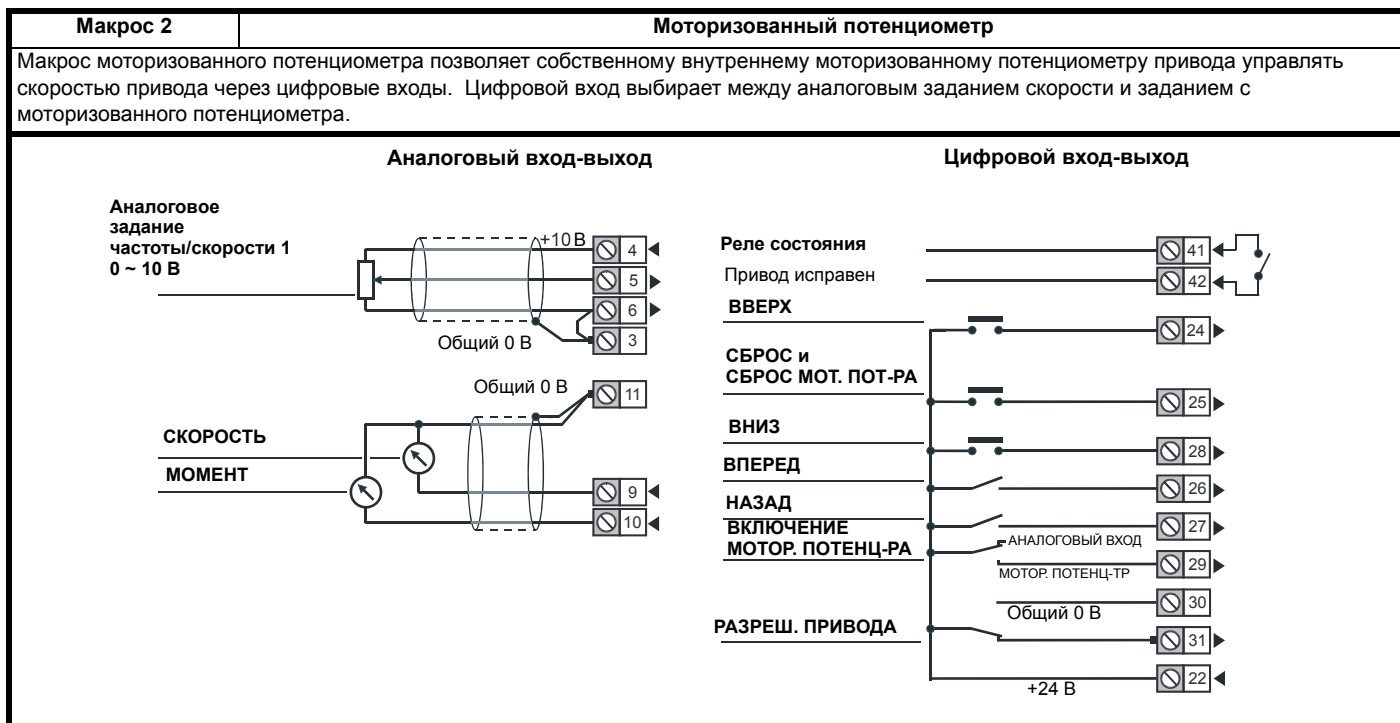 Макрос 2
Моторизованный потенциометр
Макрос моторизованного потенциометра позволяет собственному внутреннему моторизованному потенциометру привода управлять
скоростью привода через цифровые входы. Цифровой вход выбирает между аналоговым заданием скорости и заданием с
моторизованного потенциометра.
Аналоговый вход-выход
Аналоговое
задание
частоты/скорости 1
0 ~ 10 В
+10 В
4
5
6
Общий 0 В
3
Общий 0 В
11
СКОРОСТЬ
МОМЕНТ
9
10
Цифровой вход-выход
Реле состояния
41
Привод исправен
42
ВВЕРХ
24
СБРОС и
СБРОС МОТ. ПОТ-РА
25
ВНИЗ
28
ВПЕРЕД
26
НАЗАД
27
ВКЛЮЧЕНИЕ
МОТОР. ПОТЕНЦ-РА
АНАЛОГОВЫЙ ВХОД
29
МОТОР. ПОТЕНЦ-ТР
30
Общий 0 В
РАЗРЕШ. ПРИВОДА
31
22
+24 В